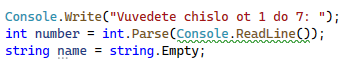 Console.Write("Vuvedete chislo ot 1 do 7: ");
int number = int.Parse(Console.ReadLine());
string name = string.Empty;